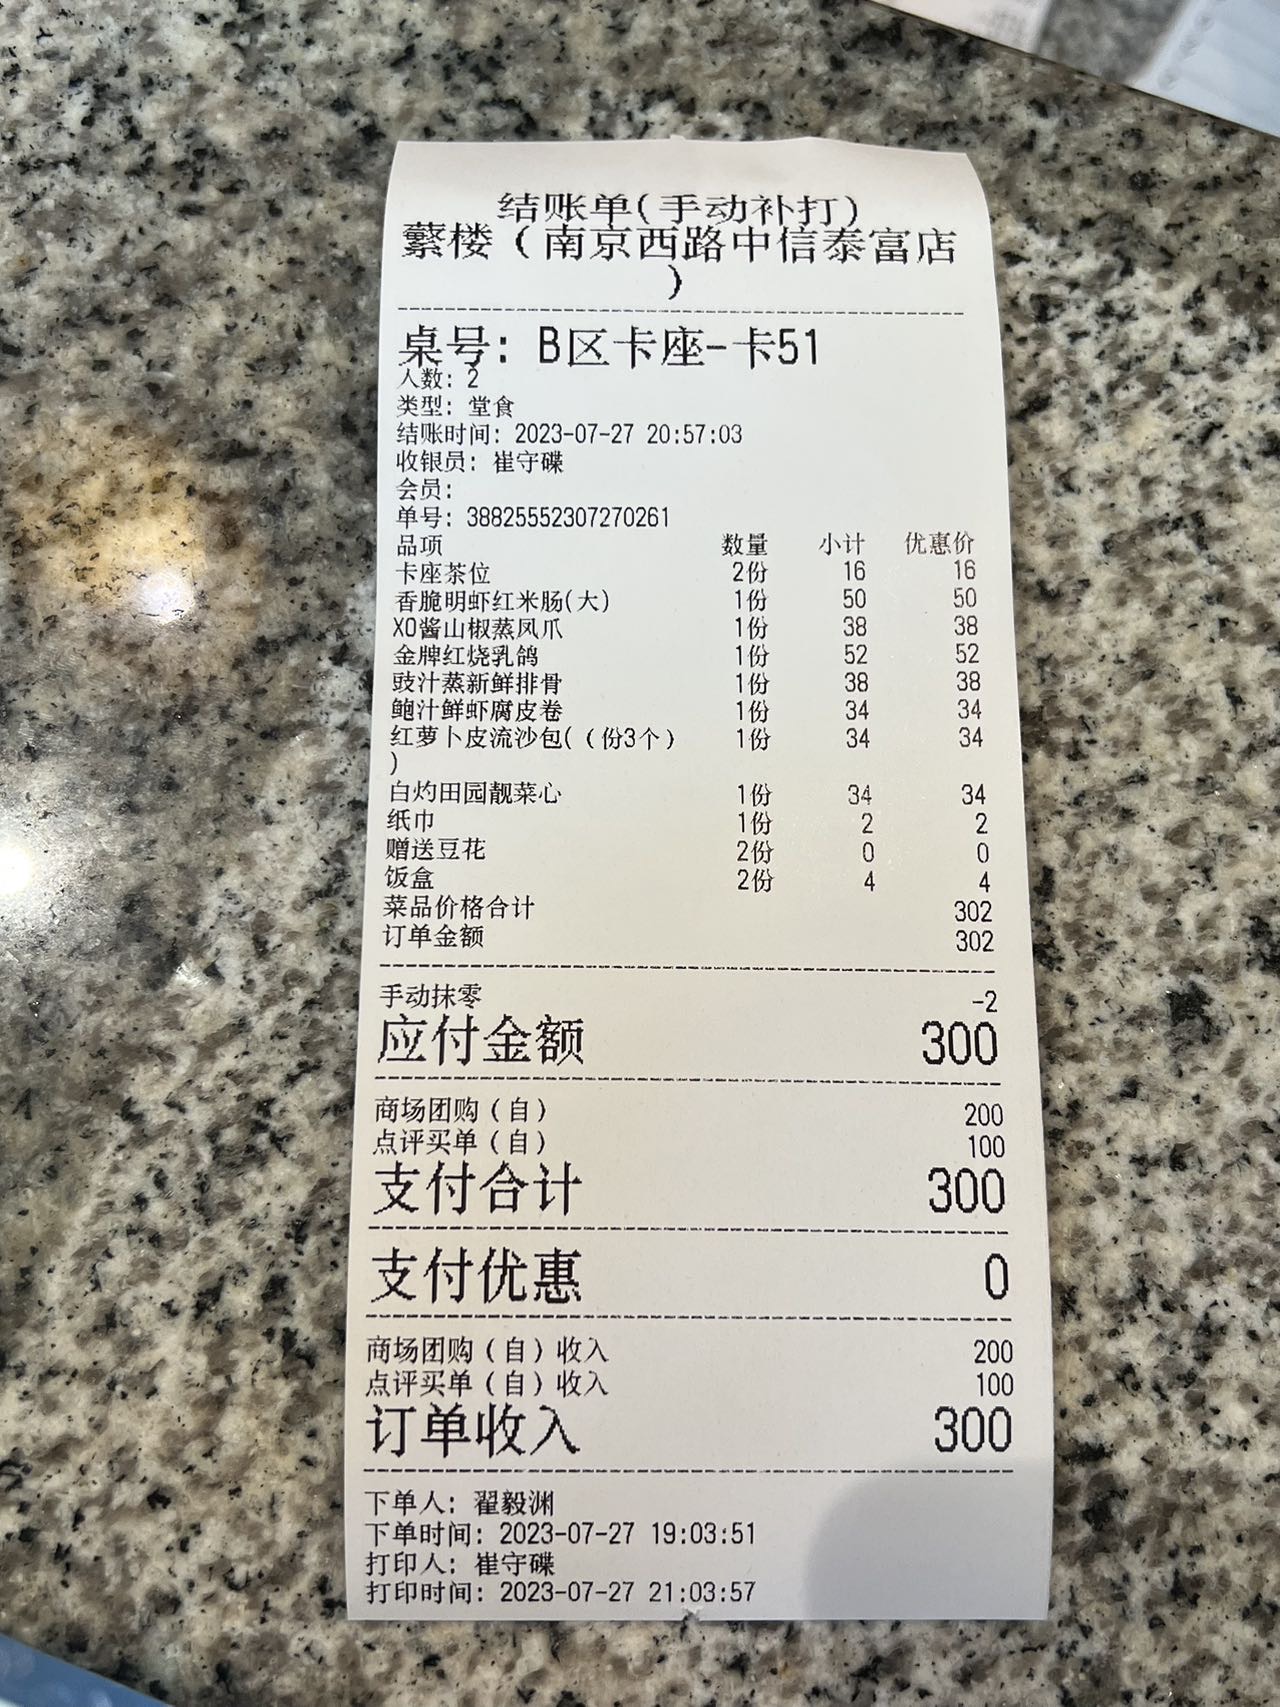 结账单(手动补打)
蘩楼（南京西路中信泰富店
）
桌号: B区卡座-卡51
人数: 2
类型: 堂食
结账时间: 2023-07-27 20:57:03
收银员: 崔守碟
会员:
单号: 38825552307270261
品项 数量 小计 优惠价
卡座茶位 2份 16 16
香脆明虾红米肠(大) 1份 50 50
XO酱山椒蒸凤爪 1份 38 38
金牌红烧乳鸽 1份 52 52
豉汁蒸新鲜排骨 1份 38 38
鲍汁鲜虾腐皮卷 1份 34 34
红萝卜皮流沙包(（份3个） 1份 34 34
)
白灼田园靓菜心 1份 34 34
纸巾 1份 2 2
赠送豆花 2份 0 0
饭盒 2份 4 4
菜品价格合计 302
订单金额 302
手动抹零 -2
应付金额 300
商场团购（自） 200
点评买单（自） 100
支付合计 300
支付优惠 0
商场团购（自）收入 200
点评买单（自）收入 100
订单收入 300
下单人: 翟毅渊
下单时间: 2023-07-27 19:03:51
打印人: 崔守碟
打印时间: 2023-07-27 21:03:57